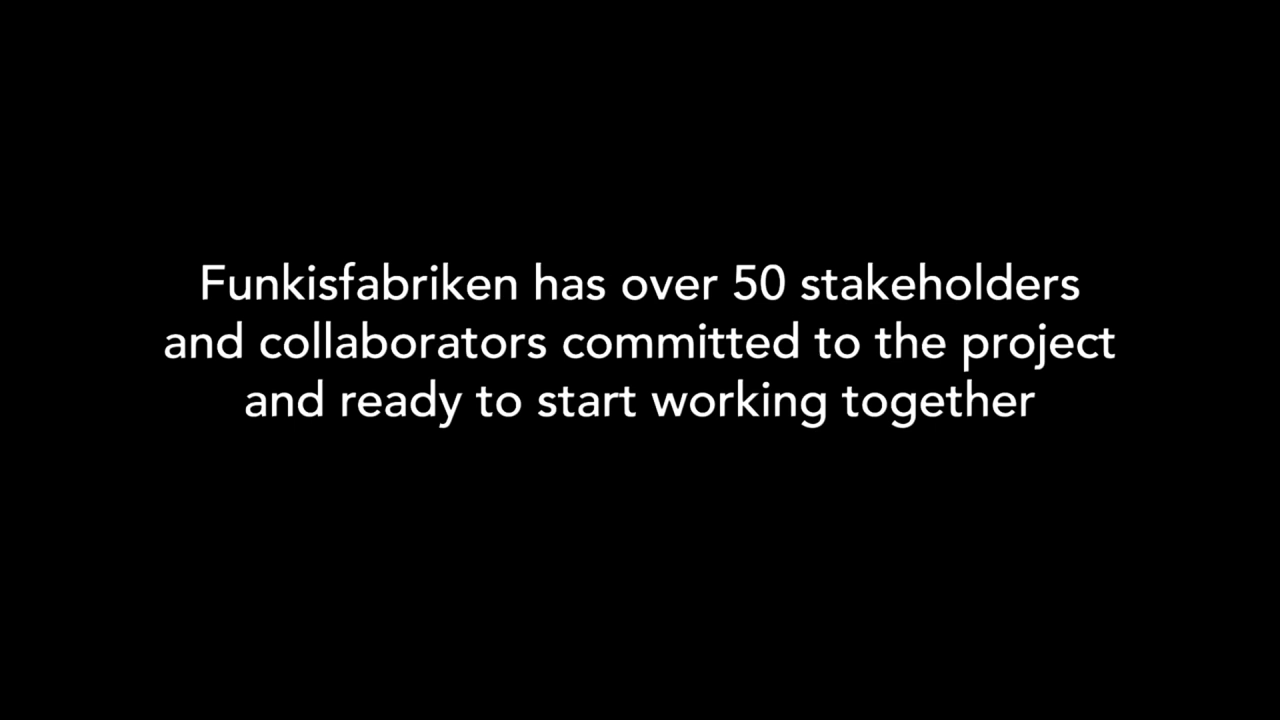 Funkisfabriken has over 50 stakeholders
and collaborators committed to the project
and ready to start working together